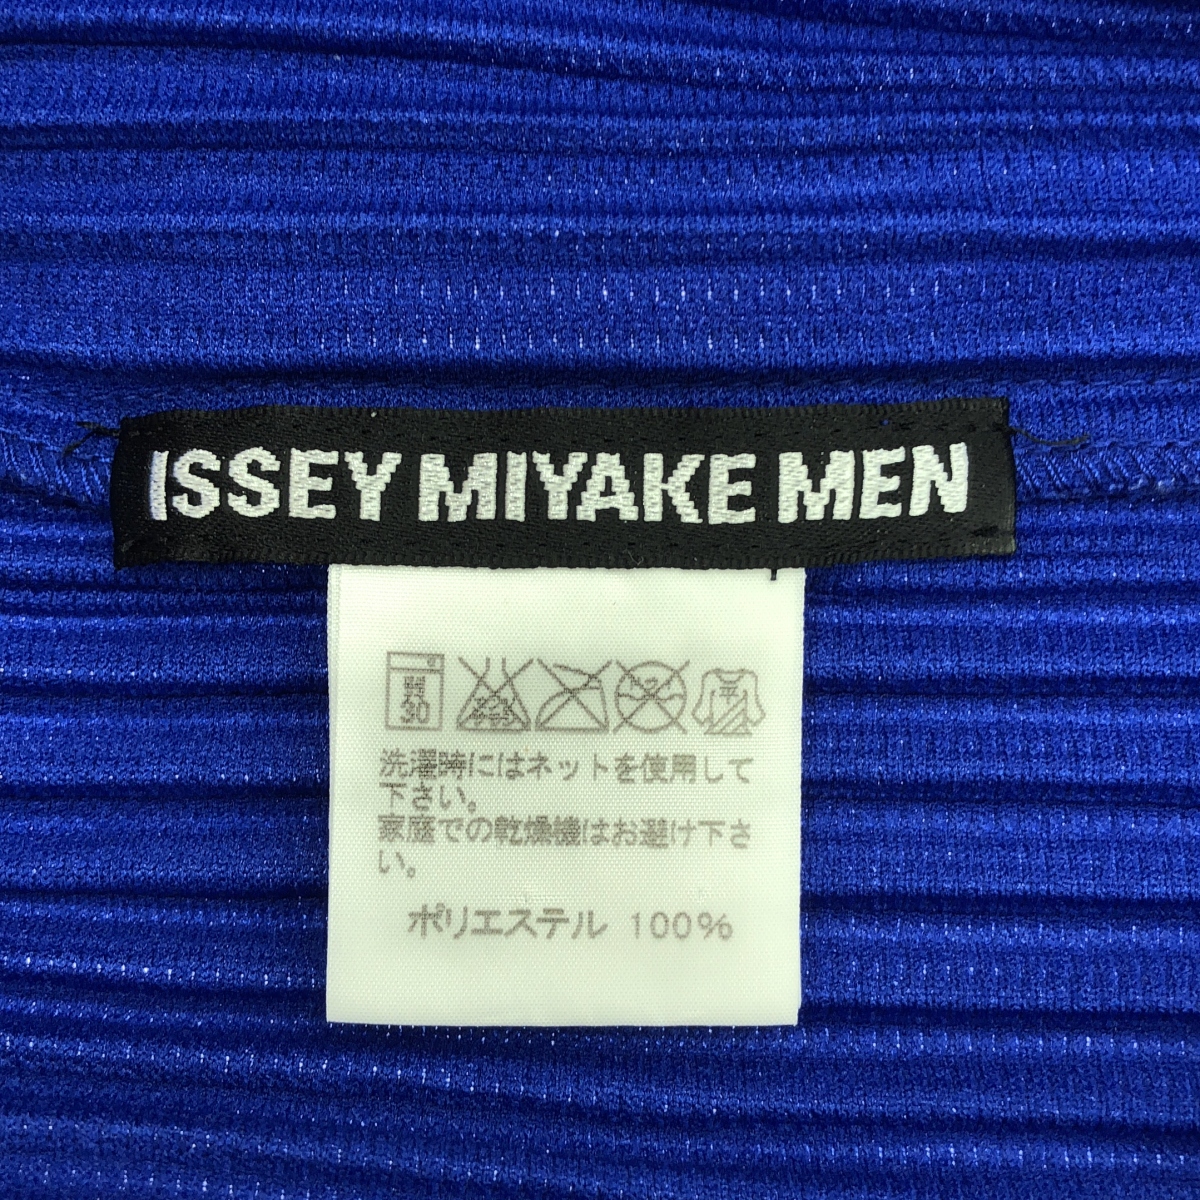 ISSEY MIYAKE MEN
洗濯時にはネットを使用して
下さい。
家庭での乾燥機はお避け下さ
い。
ポリエステル 100%